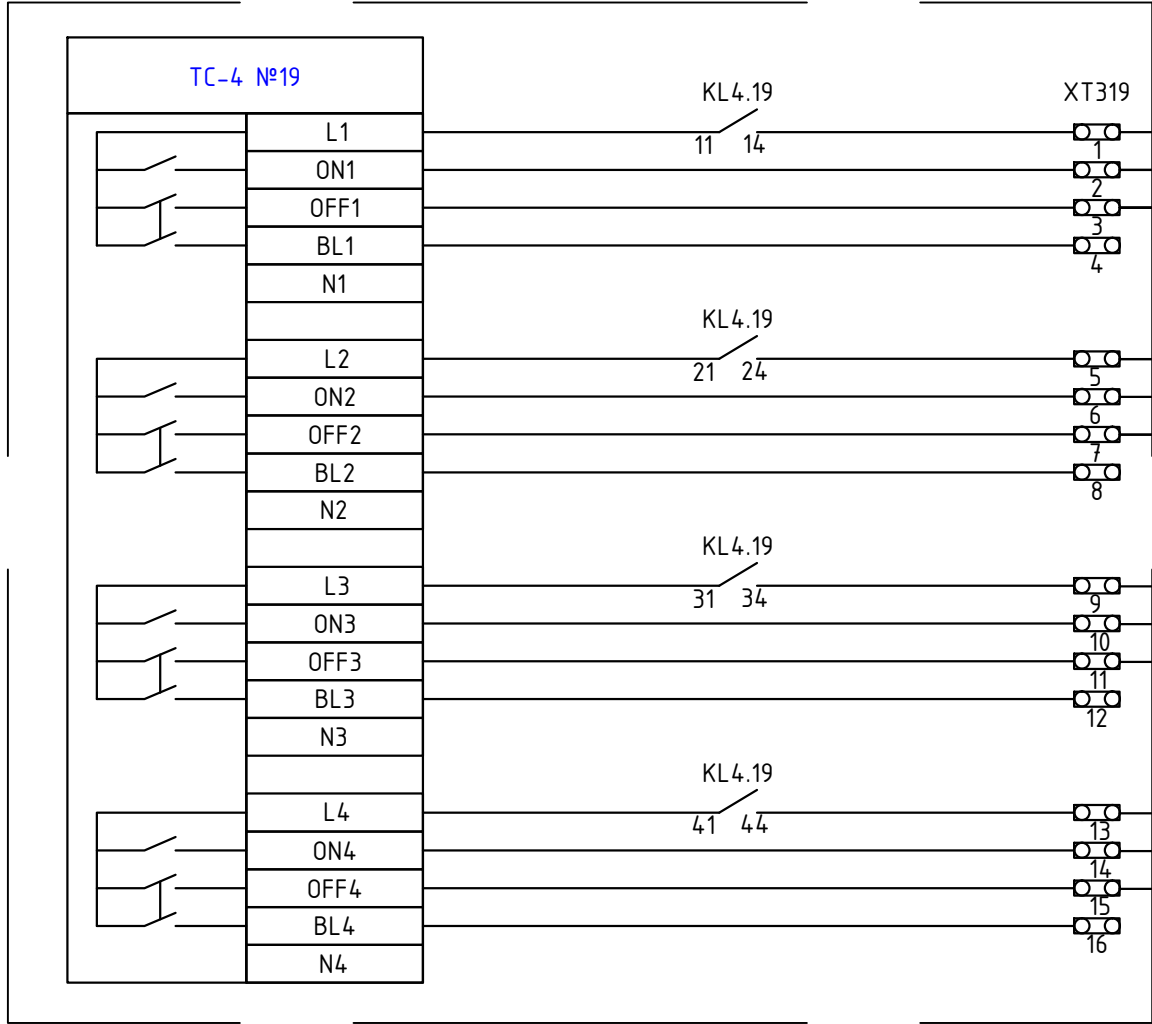 TC-4 №19
KL4.19
XT319
L1
11 14
1
ON1
2
OFF1
3
BL1
4
N1
KL4.19
L2
21 24
5
ON2
6
OFF2
7
BL2
8
N2
KL4.19
L3
31 34
9
ON3
10
OFF3
11
BL3
12
N3
KL4.19
L4
41 44
13
ON4
14
OFF4
15
BL4
16
N4